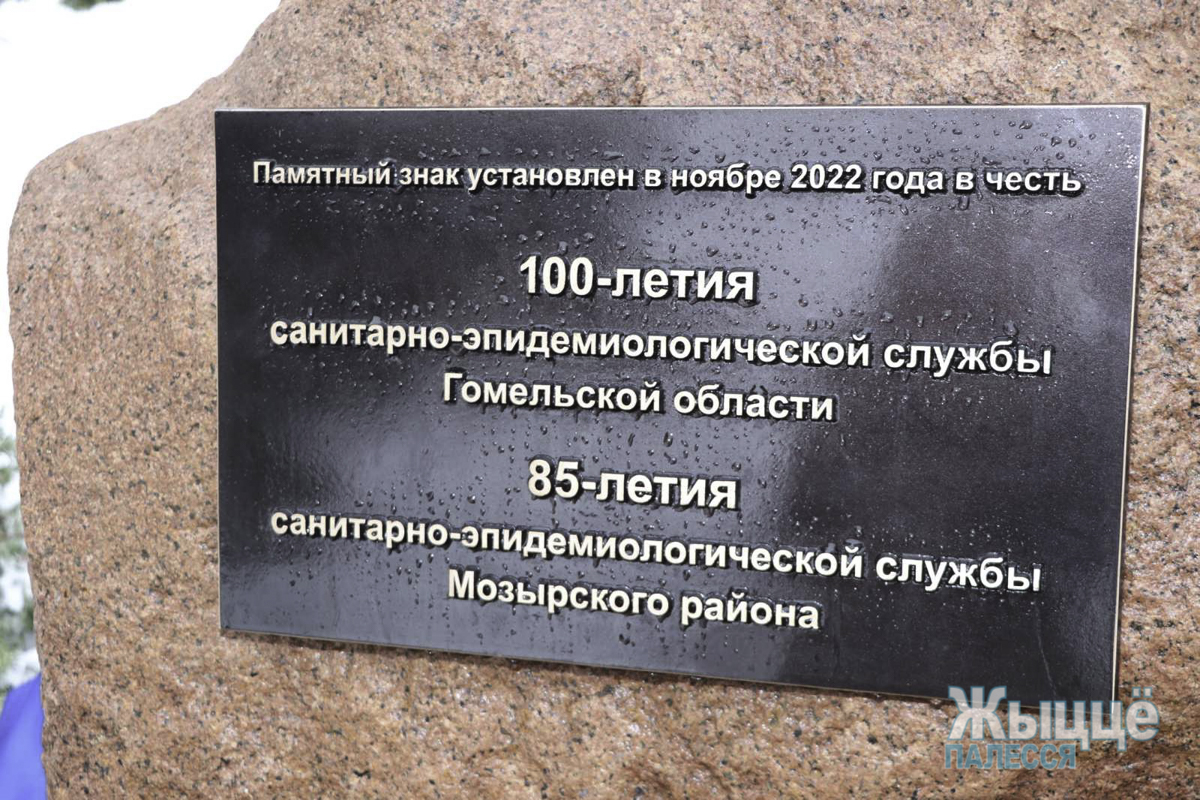 Памятный знак установлен в ноябре 2022 года в честь
100-летия
санитарно-эпидемиологической службы
Гомельской области
85-летия
санитарно-эпидемиологической службы
Мозырского района
Жыццё
ПАЛЕССЯ